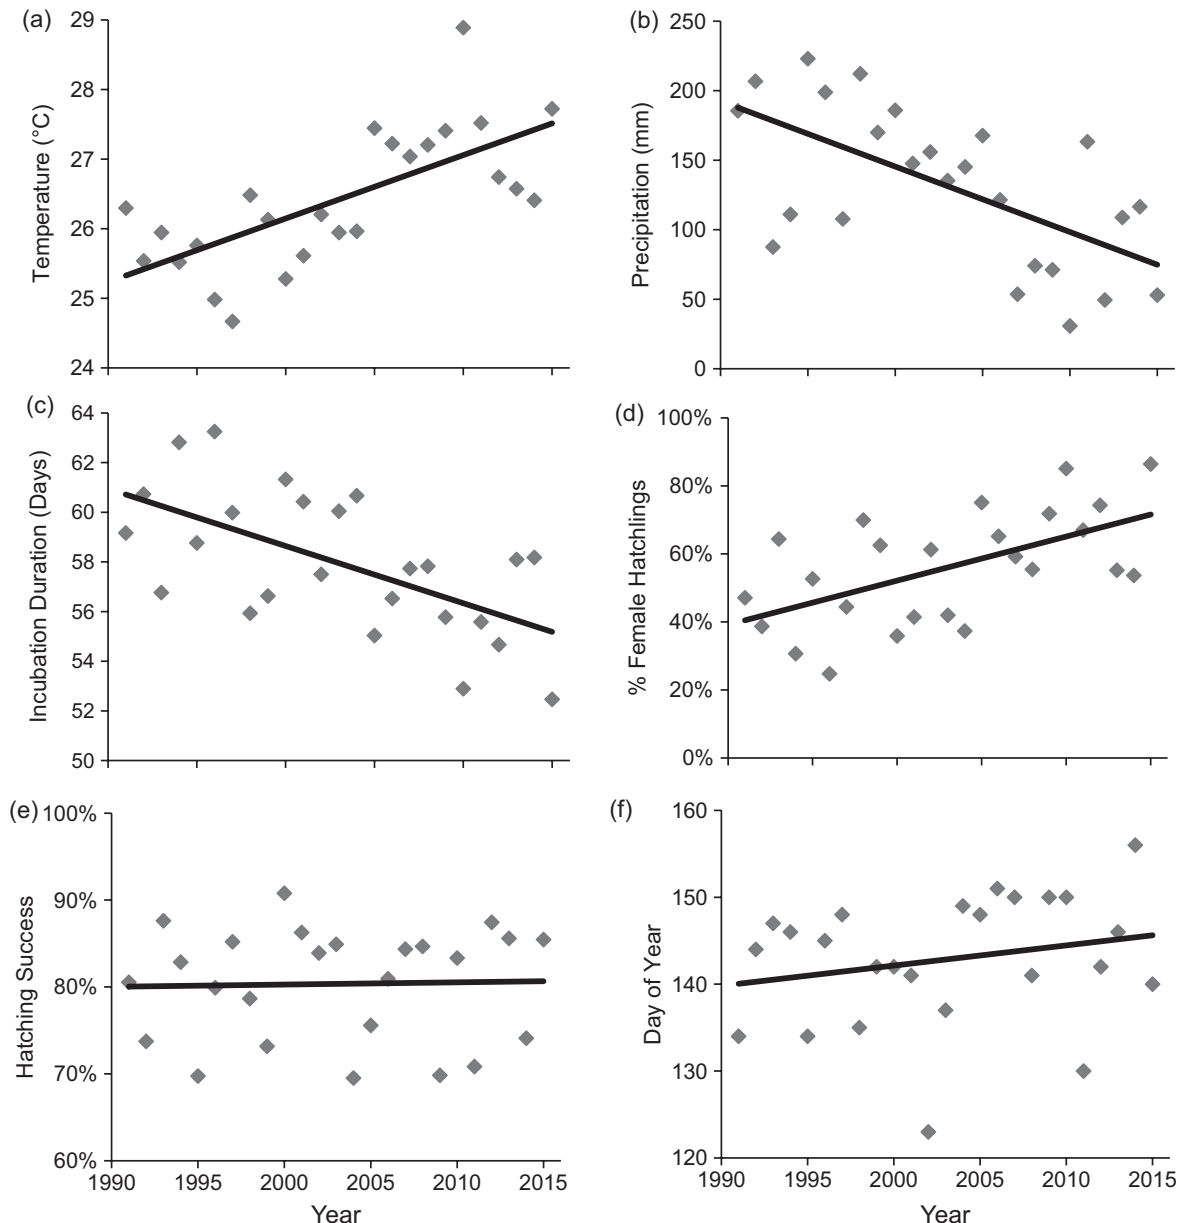 (a)
29
28
27
26
25
24
Temperature (°C)
(b)
250
200
150
100
50
0
Precipitation (mm)
(c)
64
62
60
58
56
54
52
50
Incubation Duration (Days)
(d)
100%
80%
60%
40%
20%
0%
% Female Hatchlings
(e)
100%
90%
80%
70%
60%
Hatching Success
1990 1995 2000 2005 2010 2015
Year
(f)
160
150
140
130
120
Day of Year
1990 1995 2000 2005 2010 2015
Year